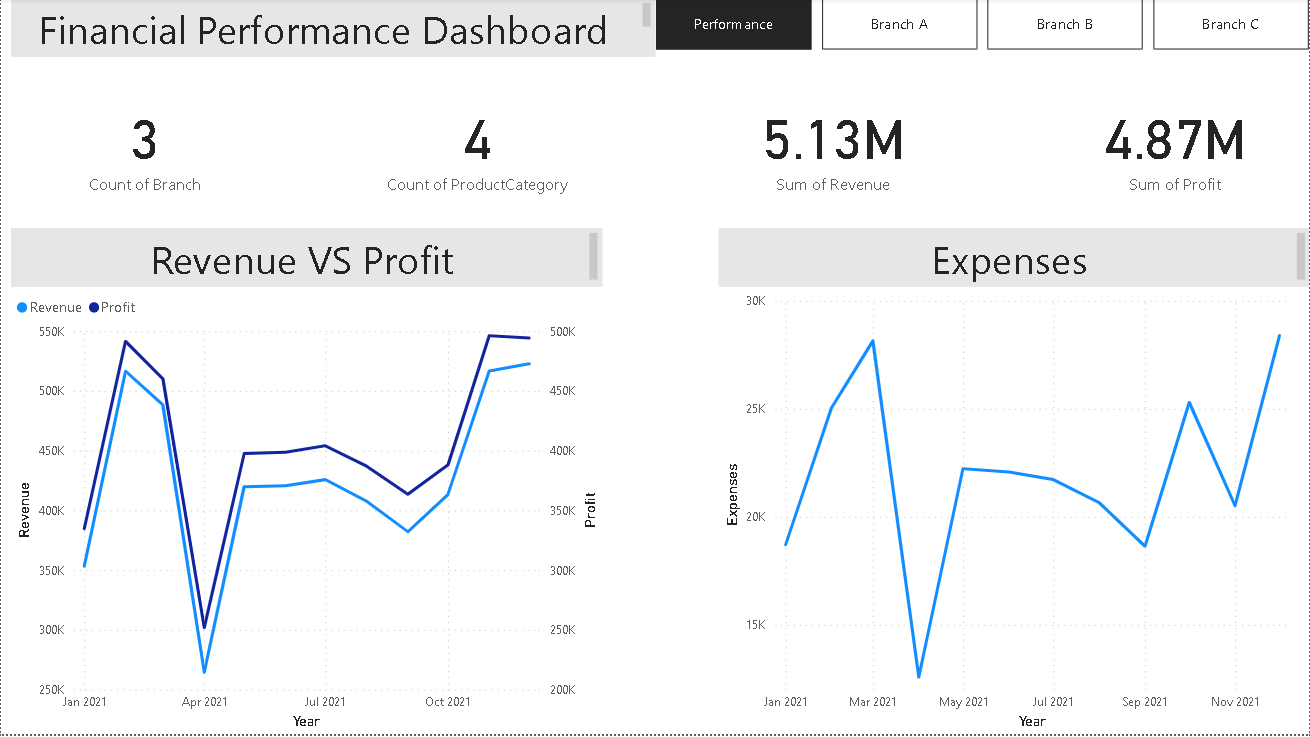 Financial Performance Dashboard
Performance
Branch A
Branch B
Branch C
3
Count of Branch
4
Count of ProductCategory
5.13M
Sum of Revenue
4.87M
Sum of Profit
Revenue VS Profit
Revenue Profit
550K
500K
450K
400K
350K
300K
250K
Revenue
500K
450K
400K
350K
300K
250K
200K
Profit
Jan 2021 Apr 2021 Jul 2021 Oct 2021
Year
Expenses
30K
25K
20K
15K
Expenses
Jan 2021 Mar 2021 May 2021 Jul 2021 Sep 2021 Nov 2021
Year